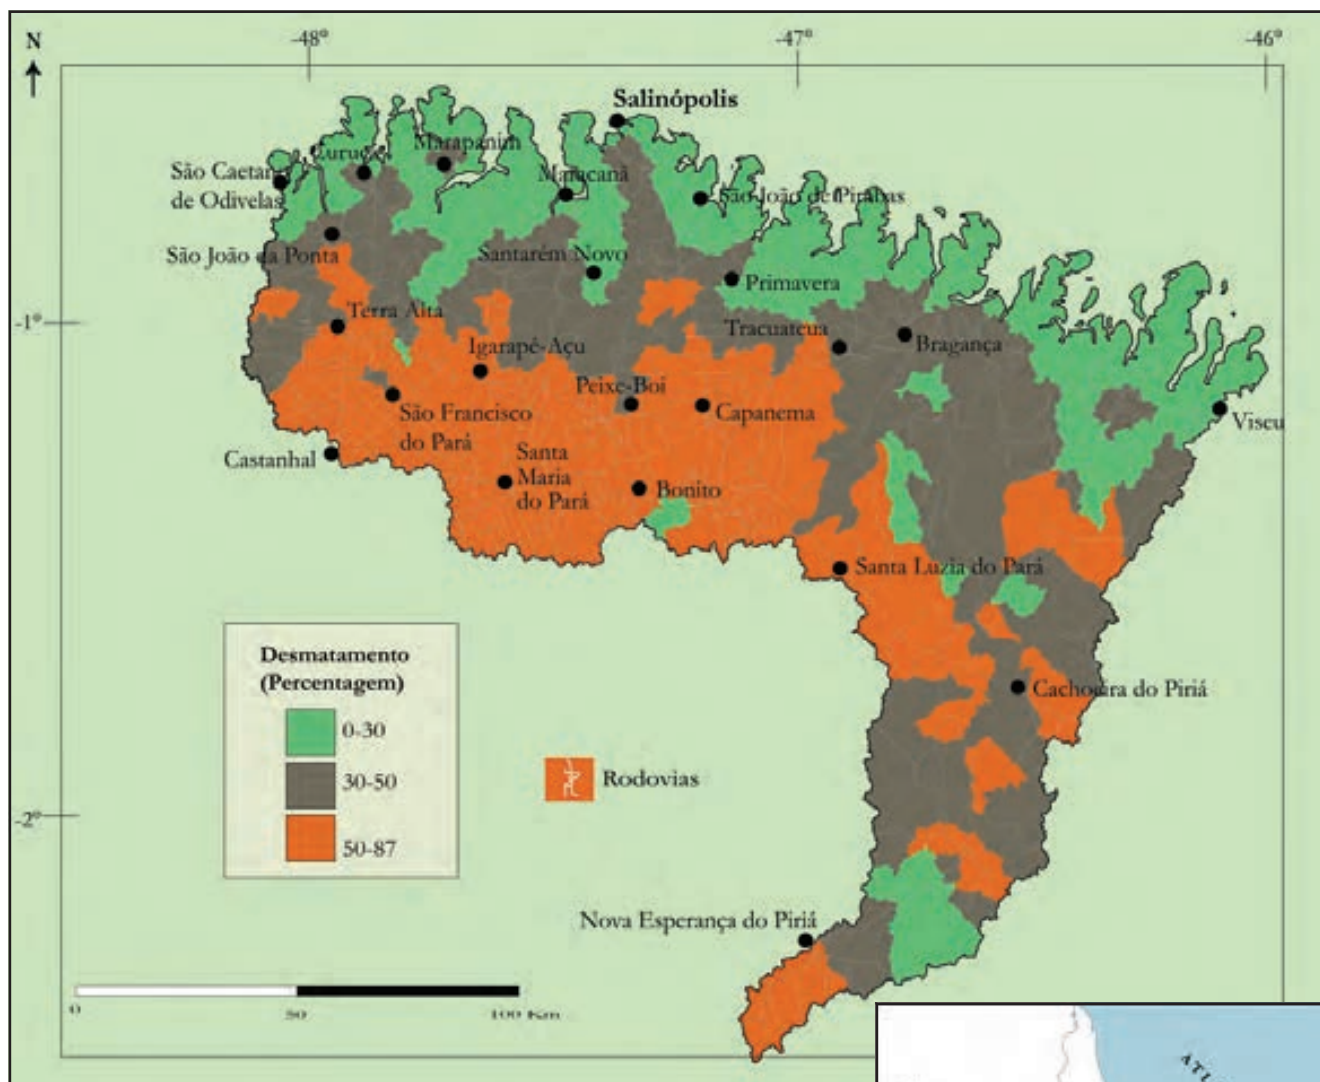 N
-48°
-47°
-46°
Salinópolis
Curuçá
Marapanim
São Caetano
de Odivelas
Maracanã
São João de Pirabas
São João da Ponta
Santarém Novo
Primavera
-1°
Terra Alta
Tracuateua
Bragança
Igarapé-Açu
Peixe-Boi
São Francisco
do Pará
Capanema
Viseu
Castanhal
Santa
Maria
do Pará
Bonito
Santa Luzia do Pará
Desmatamento
(Percentagem)
0-30
30-50
50-87
Cachoeira do Piriá
Rodovias
-2°
Nova Esperança do Piriá
0
50
100 Km